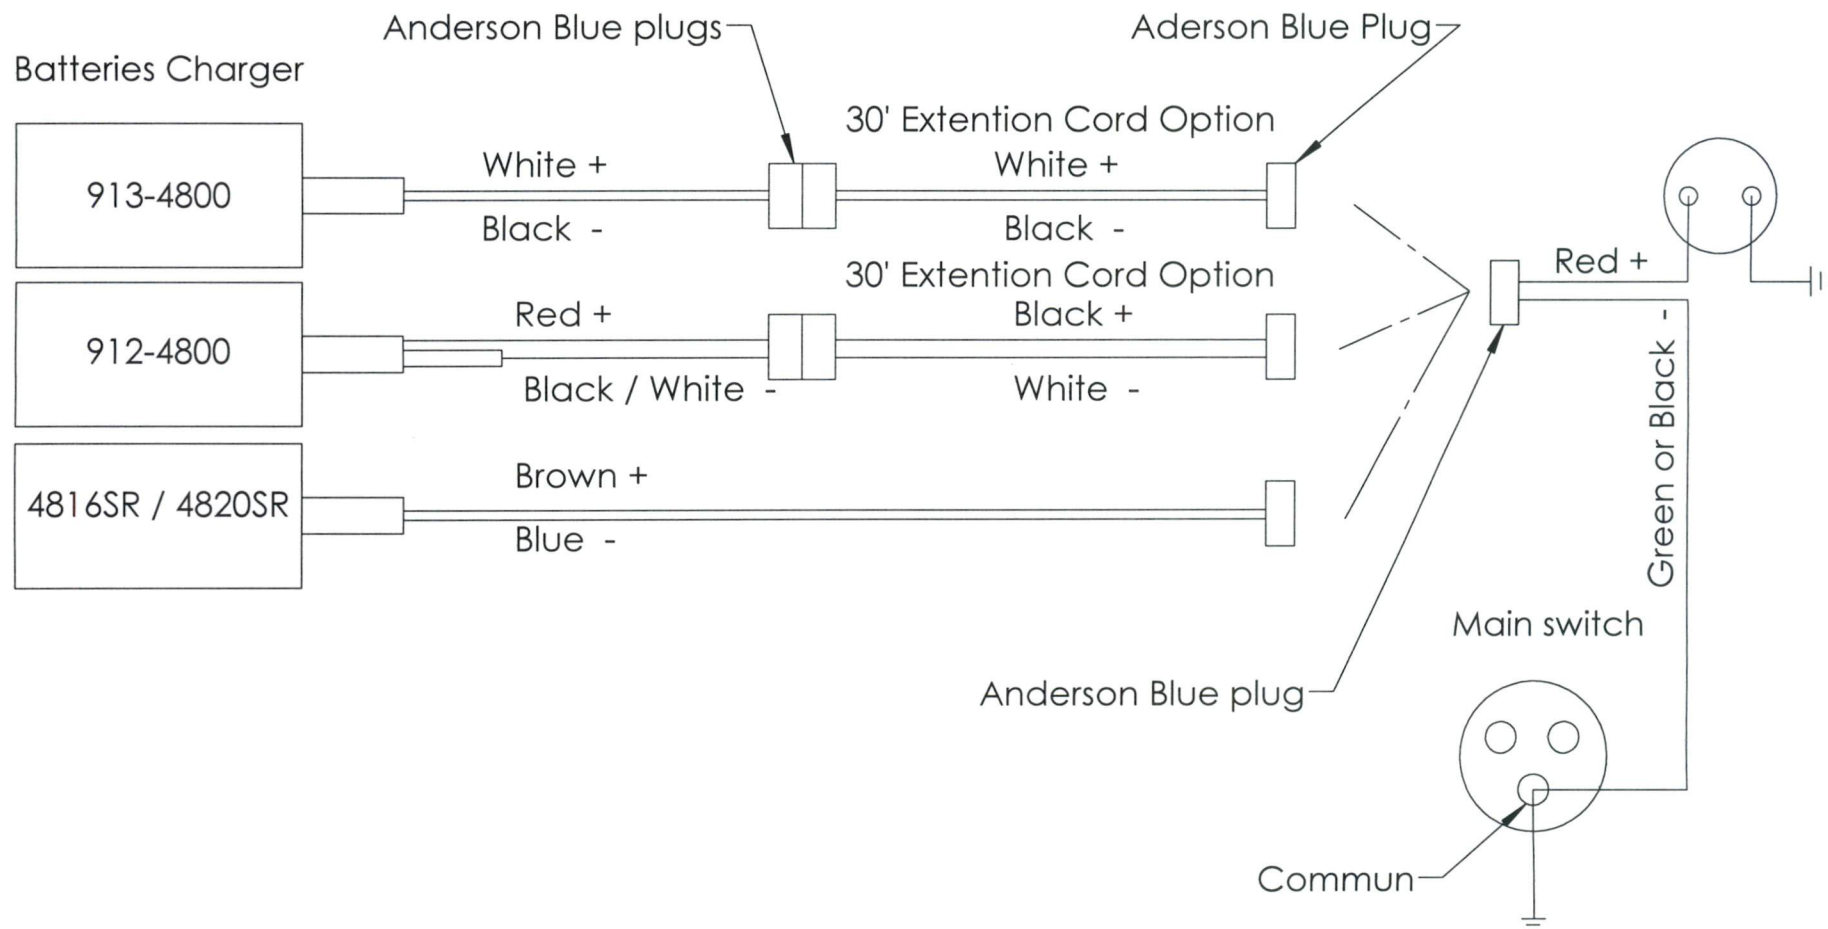 Anderson Blue plugs
Aderson Blue Plug
Batteries Charger
30' Extention Cord Option
913-4800
White +
Black -
White +
Black -
30' Extention Cord Option
912-4800
Red +
Black / White -
Black +
White -
Red +
Green or Black -
4816SR / 4820SR
Brown +
Blue -
Main switch
Anderson Blue plug
Commun